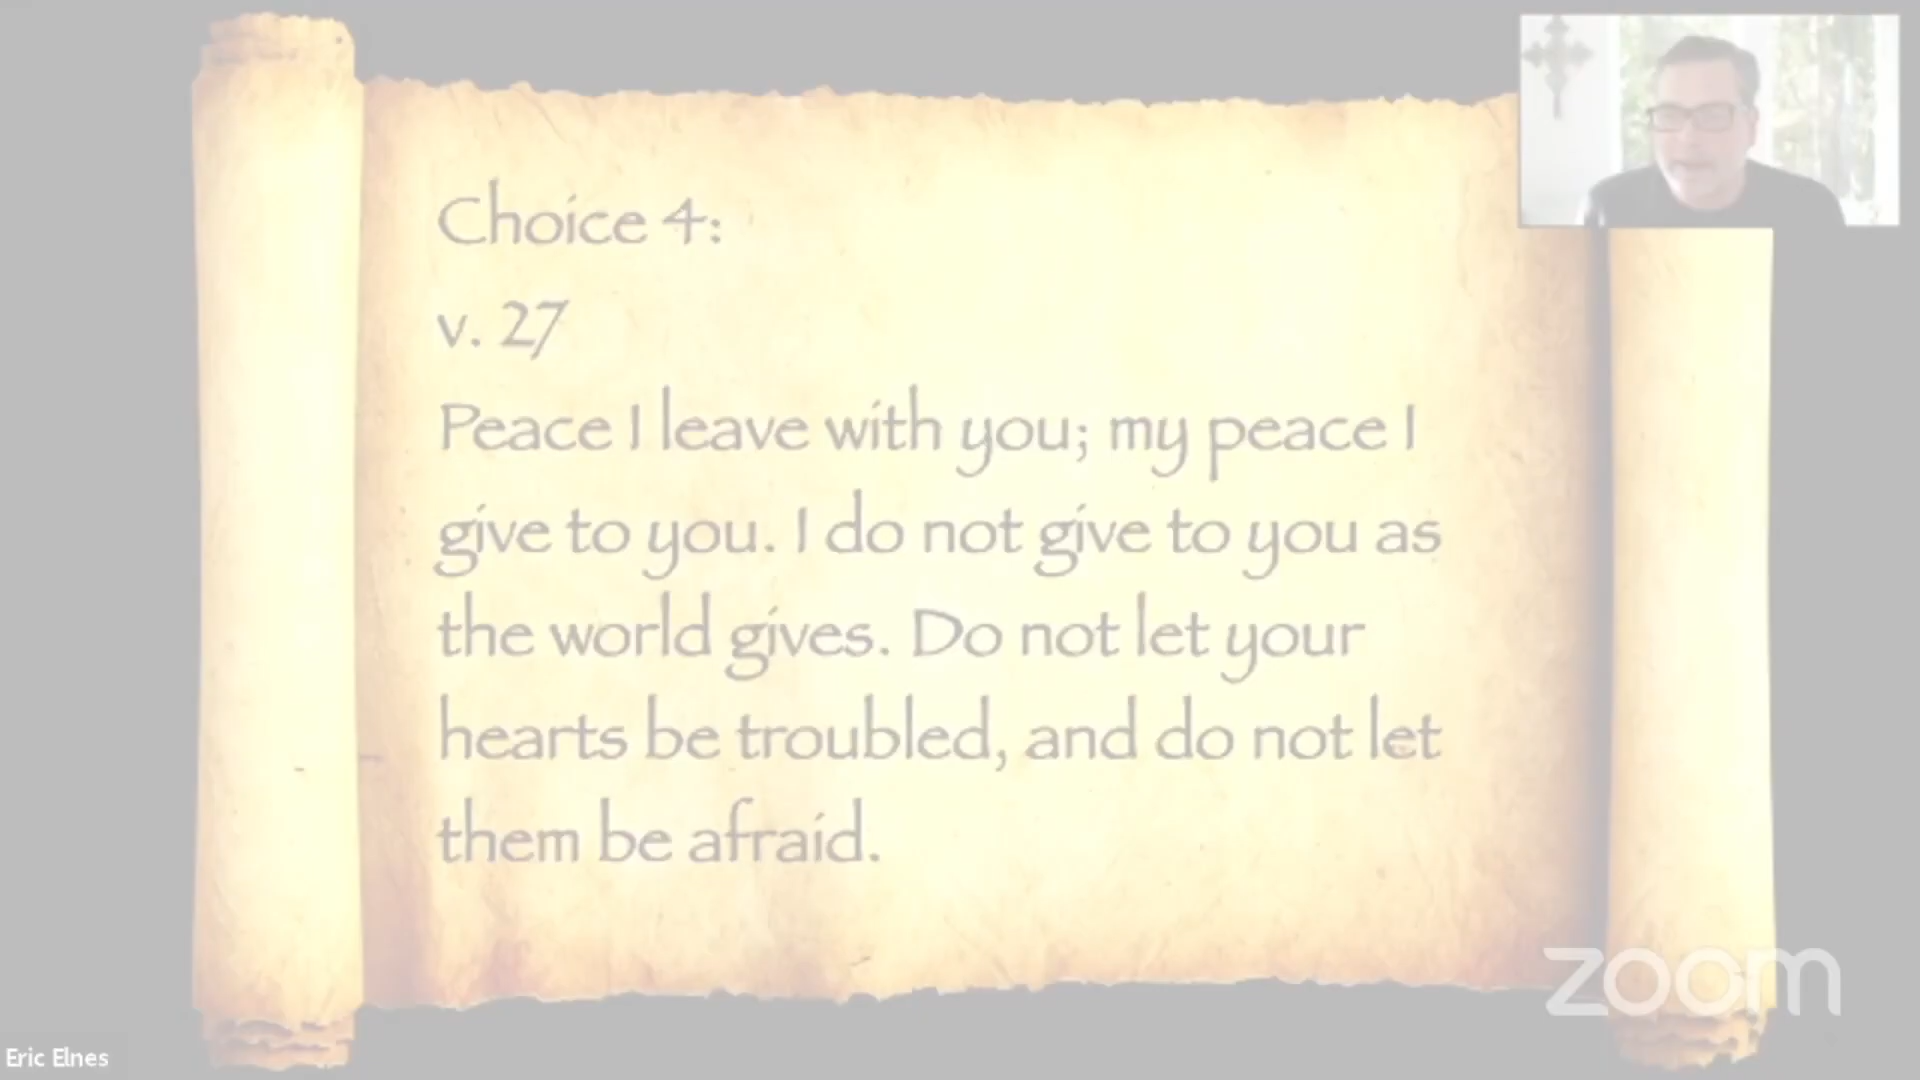 Choice 4:
v. 27
Peace I leave with you; my peace I
give to you. I do not give to you as
the world gives. Do not let your
hearts be troubled, and do not let
them be afraid.
zoom
Eric Elnes